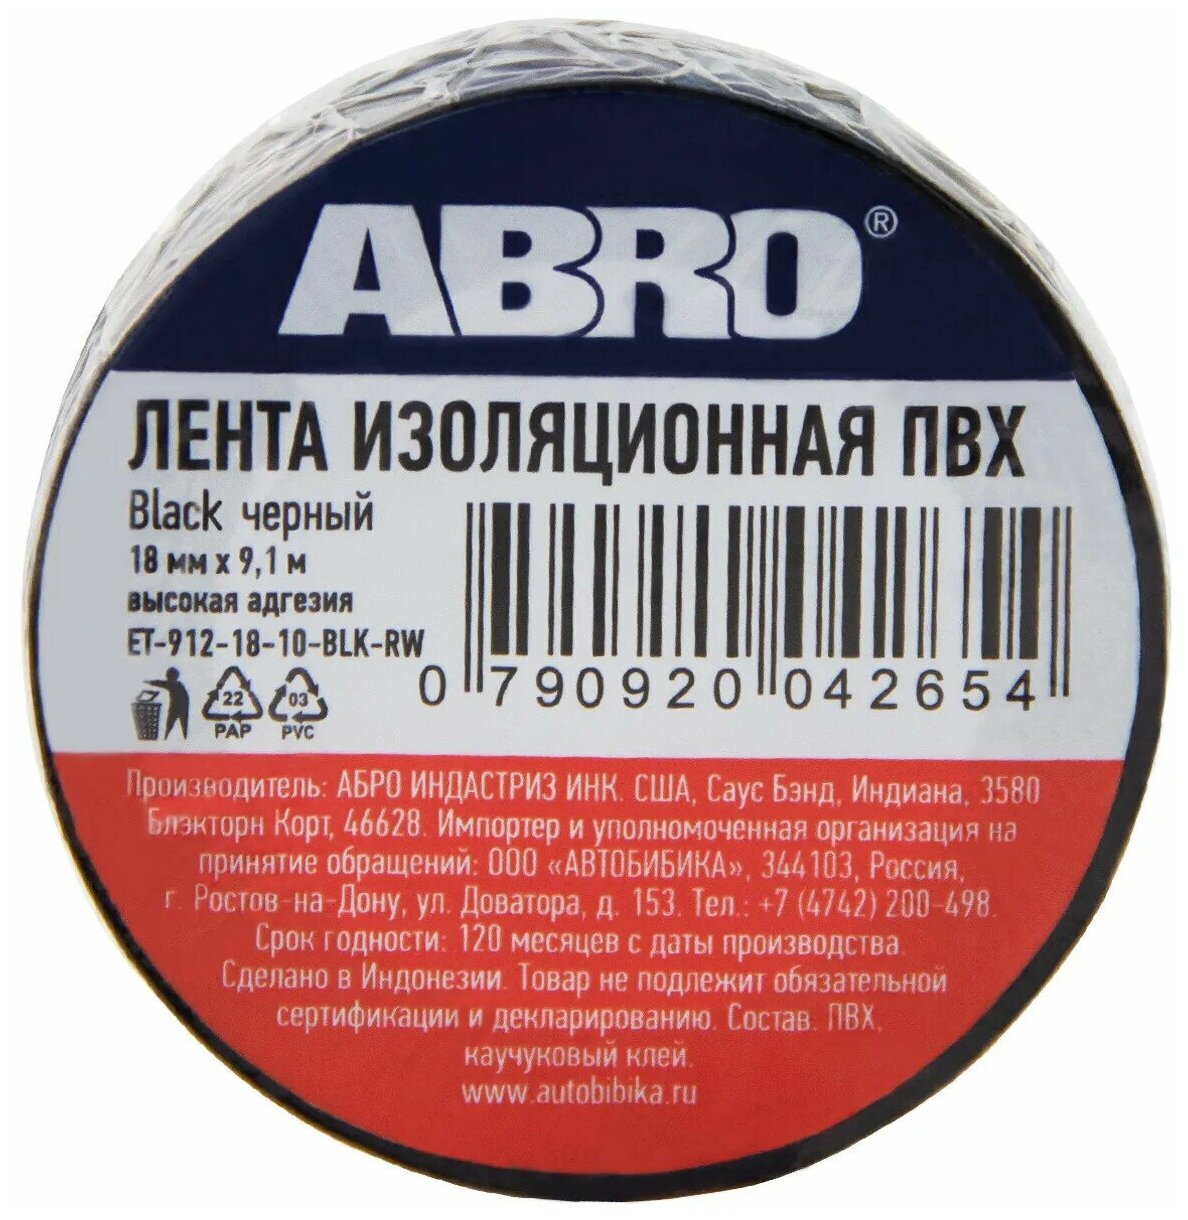 ABRO®
ЛЕНТА ИЗОЛЯЦИОННАЯ ПВХ
Black черный
18 мм x 9,1 м
высокая адгезия
ET-912-18-10-BLK-RW
22
PAP
03
PVC
0 790920 042654
Производитель: АБРО ИНДАСТРИЗ ИНК. США, Саус Бэнд, Индиана, 3580
Блэкторн Корт, 46628. Импортер и уполномоченная организация на
принятие обращений: ООО «АВТОБИБИКА», 344103, Россия,
г. Ростов-на-Дону, ул. Доватора, д. 153. Тел.: +7 (4742) 200-498.
Срок годности: 120 месяцев с даты производства.
Сделано в Индонезии. Товар не подлежит обязательной
сертификации и декларированию. Состав: ПВХ,
каучуковый клей.
www.autobibika.ru